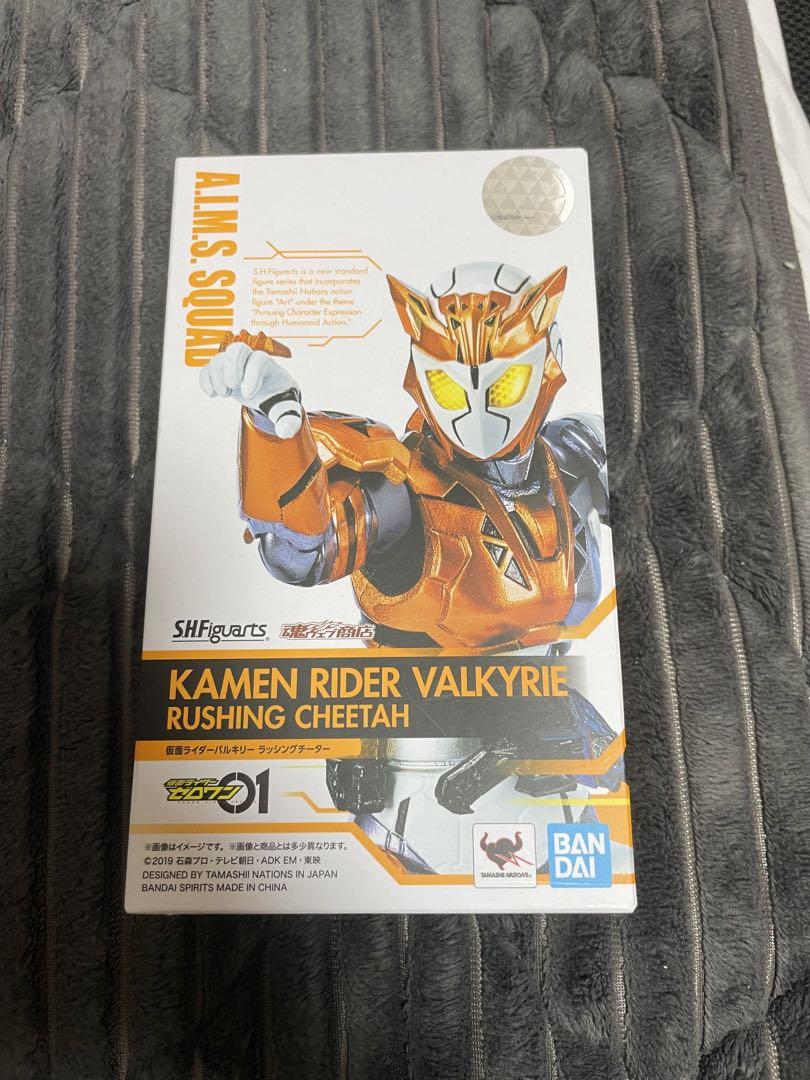 A.I.M.S. SQUAD
S.H.Figuarts is a new standard
figure series that incorporates
the Tamashii Nations action
figure "Art" under the theme
"Pursuing Character Expression
through Humanoid Action."
S.H.Figuarts
魂ウェブ商店
KAMEN RIDER VALKYRIE
RUSHING CHEETAH
仮面ライダーバルキリー ラッシングチーター
仮面ライダー
ゼロワン 01
※画像はイメージです。※画像と商品とは多少異なります。
©2019 石森プロ・テレビ朝日・ADK EM・東映
DESIGNED BY TAMASHII NATIONS IN JAPAN
BANDAI SPIRITS MADE IN CHINA
TAMASHII NATIONS
BAN
DAI